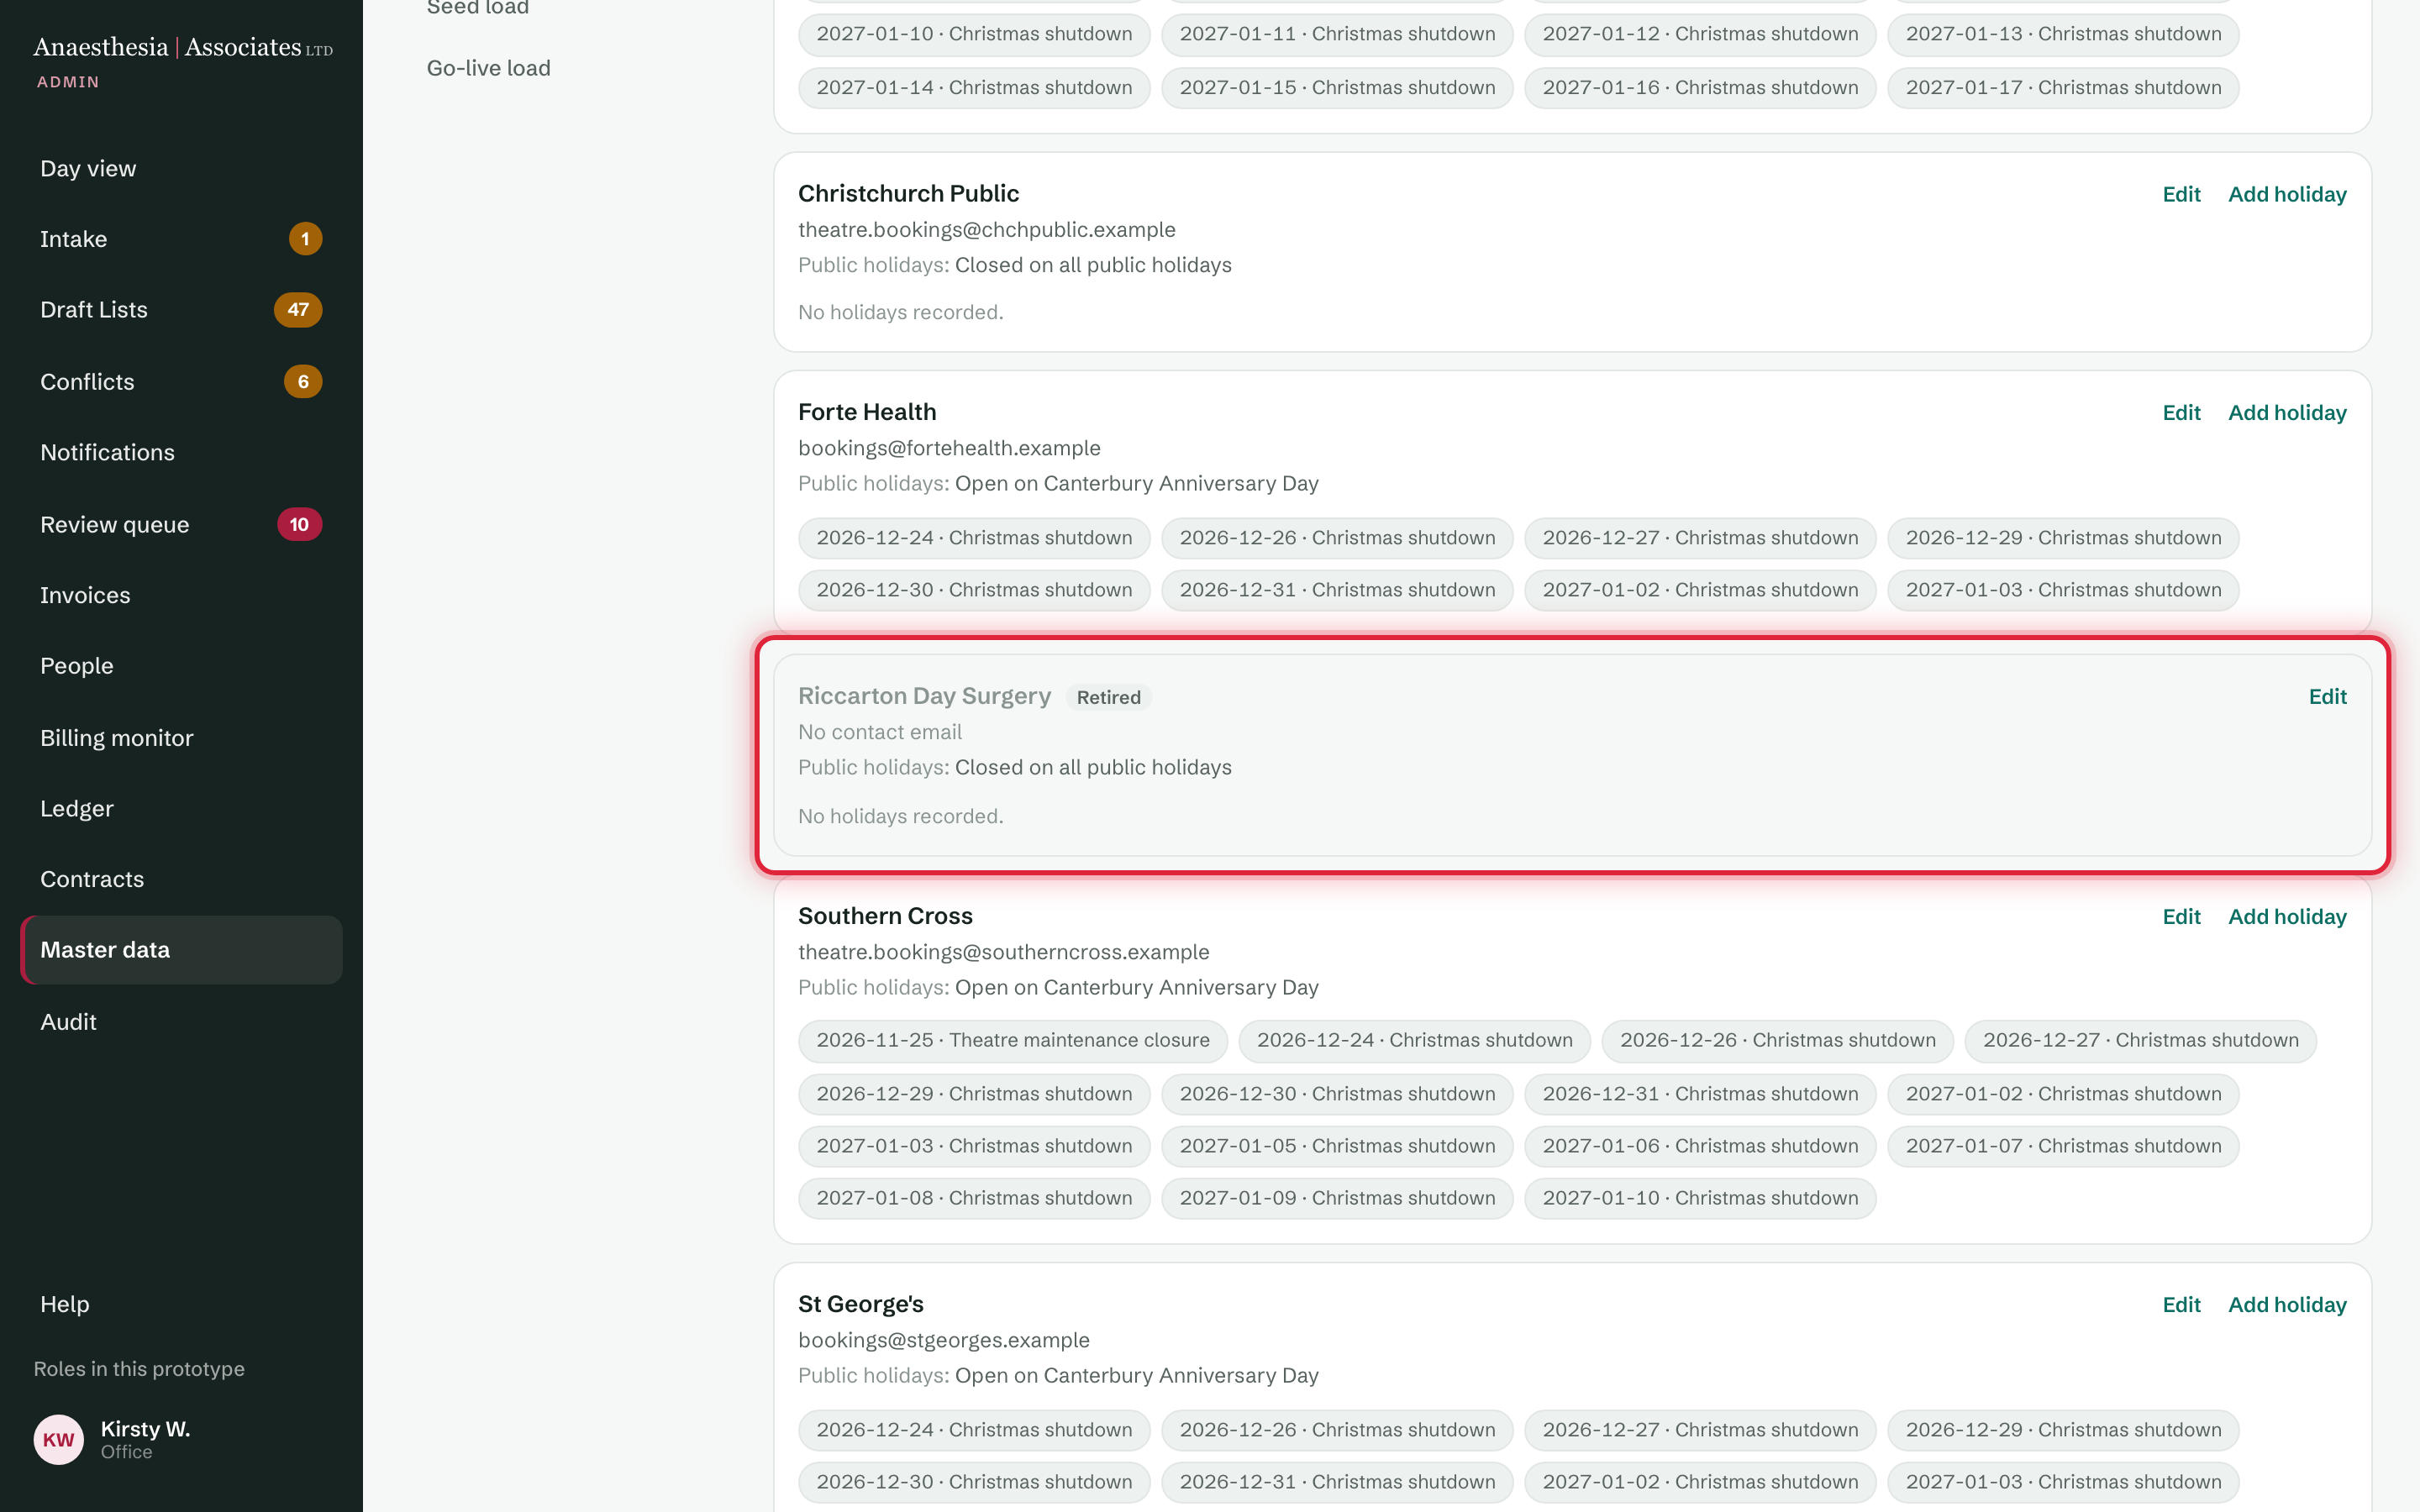 Anaesthesia | Associates LTD
ADMIN
Day view
Intake 1
Draft Lists 47
Conflicts 6
Notifications
Review queue 10
Invoices
People
Billing monitor
Ledger
Contracts
Master data
Audit
Help
Roles in this prototype
KW Kirsty W.
Office
Seed load
Go-live load
2027-01-10 · Christmas shutdown 2027-01-11 · Christmas shutdown 2027-01-12 · Christmas shutdown 2027-01-13 · Christmas shutdown
2027-01-14 · Christmas shutdown 2027-01-15 · Christmas shutdown 2027-01-16 · Christmas shutdown 2027-01-17 · Christmas shutdown
Christchurch Public Edit Add holiday
theatre.bookings@chchpublic.example
Public holidays: Closed on all public holidays
No holidays recorded.
Forte Health Edit Add holiday
bookings@fortehealth.example
Public holidays: Open on Canterbury Anniversary Day
2026-12-24 · Christmas shutdown 2026-12-26 · Christmas shutdown 2026-12-27 · Christmas shutdown 2026-12-29 · Christmas shutdown
2026-12-30 · Christmas shutdown 2026-12-31 · Christmas shutdown 2027-01-02 · Christmas shutdown 2027-01-03 · Christmas shutdown
Riccarton Day Surgery Retired Edit
No contact email
Public holidays: Closed on all public holidays
No holidays recorded.
Southern Cross Edit Add holiday
theatre.bookings@southerncross.example
Public holidays: Open on Canterbury Anniversary Day
2026-11-25 · Theatre maintenance closure 2026-12-24 · Christmas shutdown 2026-12-26 · Christmas shutdown 2026-12-27 · Christmas shutdown
2026-12-29 · Christmas shutdown 2026-12-30 · Christmas shutdown 2026-12-31 · Christmas shutdown 2027-01-02 · Christmas shutdown
2027-01-03 · Christmas shutdown 2027-01-05 · Christmas shutdown 2027-01-06 · Christmas shutdown 2027-01-07 · Christmas shutdown
2027-01-08 · Christmas shutdown 2027-01-09 · Christmas shutdown 2027-01-10 · Christmas shutdown
St George's Edit Add holiday
bookings@stgeorges.example
Public holidays: Open on Canterbury Anniversary Day
2026-12-24 · Christmas shutdown 2026-12-26 · Christmas shutdown 2026-12-27 · Christmas shutdown 2026-12-29 · Christmas shutdown
2026-12-30 · Christmas shutdown 2026-12-31 · Christmas shutdown 2027-01-02 · Christmas shutdown 2027-01-03 · Christmas shutdown